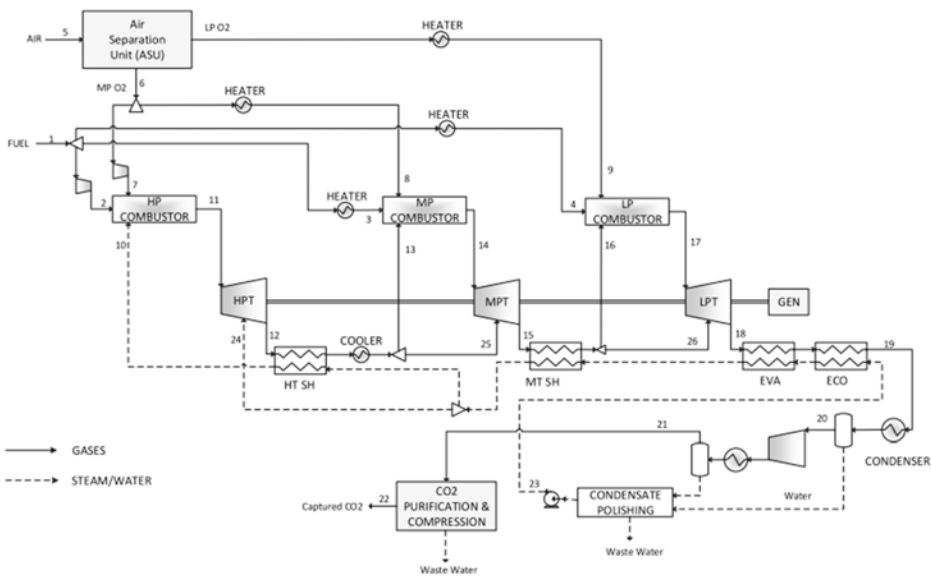 Air
Separation
Unit (ASU)
AIR
5
LP O2
HEATER
6
MP O2
HEATER
HEATER
FUEL
1
7
8
9
2
HP
COMBUSTOR
11
HEATER
3
MP
COMBUSTOR
4
LP
COMBUSTOR
10
13
14
16
17
HPT
MPT
LPT
GEN
24
12
COOLER
25
15
26
18
19
HT SH
MT SH
EVA
ECO
GASES
STEAM/WATER
21
20
CONDENSER
CO2
PURIFICATION &
COMPRESSION
22
Captured CO2
23
CONDENSATE
POLISHING
Water
Waste Water
Waste Water